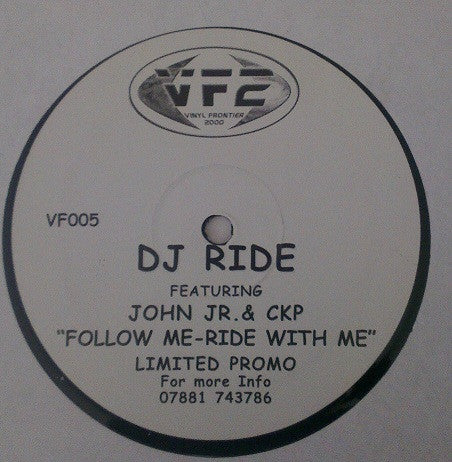 VF2
VINYL FRONTIER
2000
VF005
DJ RIDE
FEATURING
JOHN JR. & CKP
"FOLLOW ME-RIDE WITH ME"
LIMITED PROMO
For more Info
07881 743786